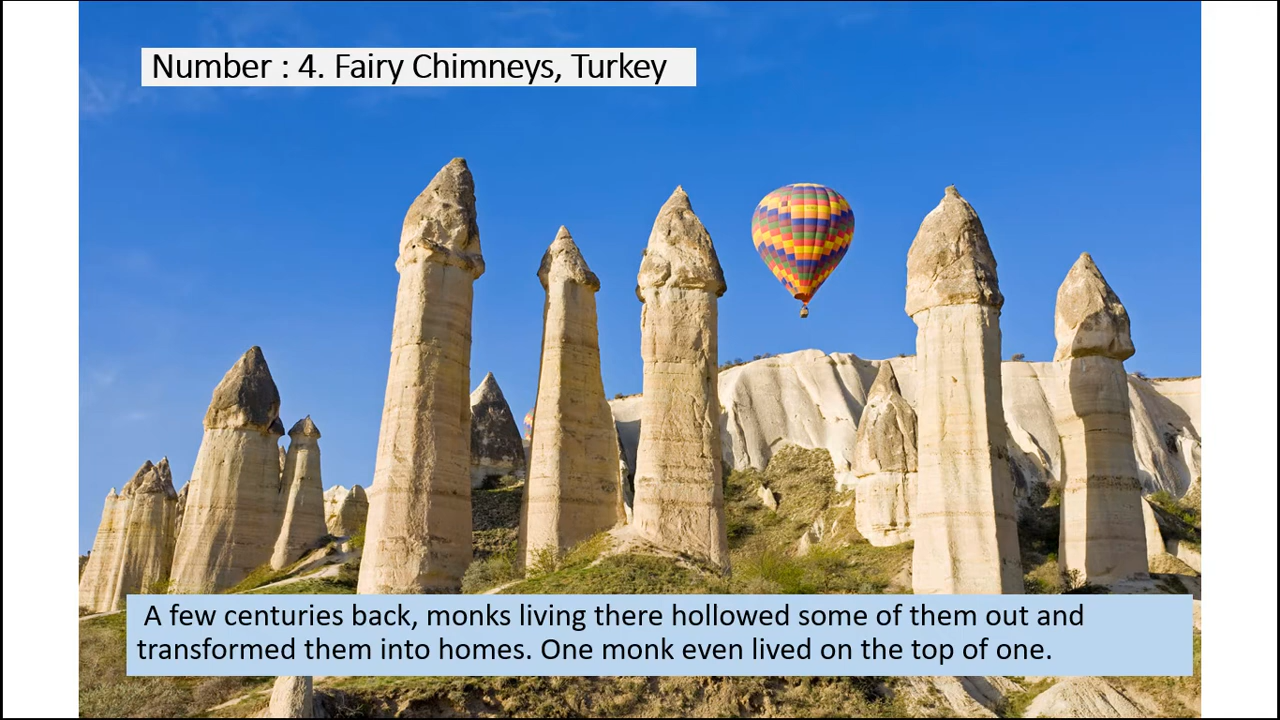 Number : 4. Fairy Chimneys, Turkey
A few centuries back, monks living there hollowed some of them out and
transformed them into homes. One monk even lived on the top of one.